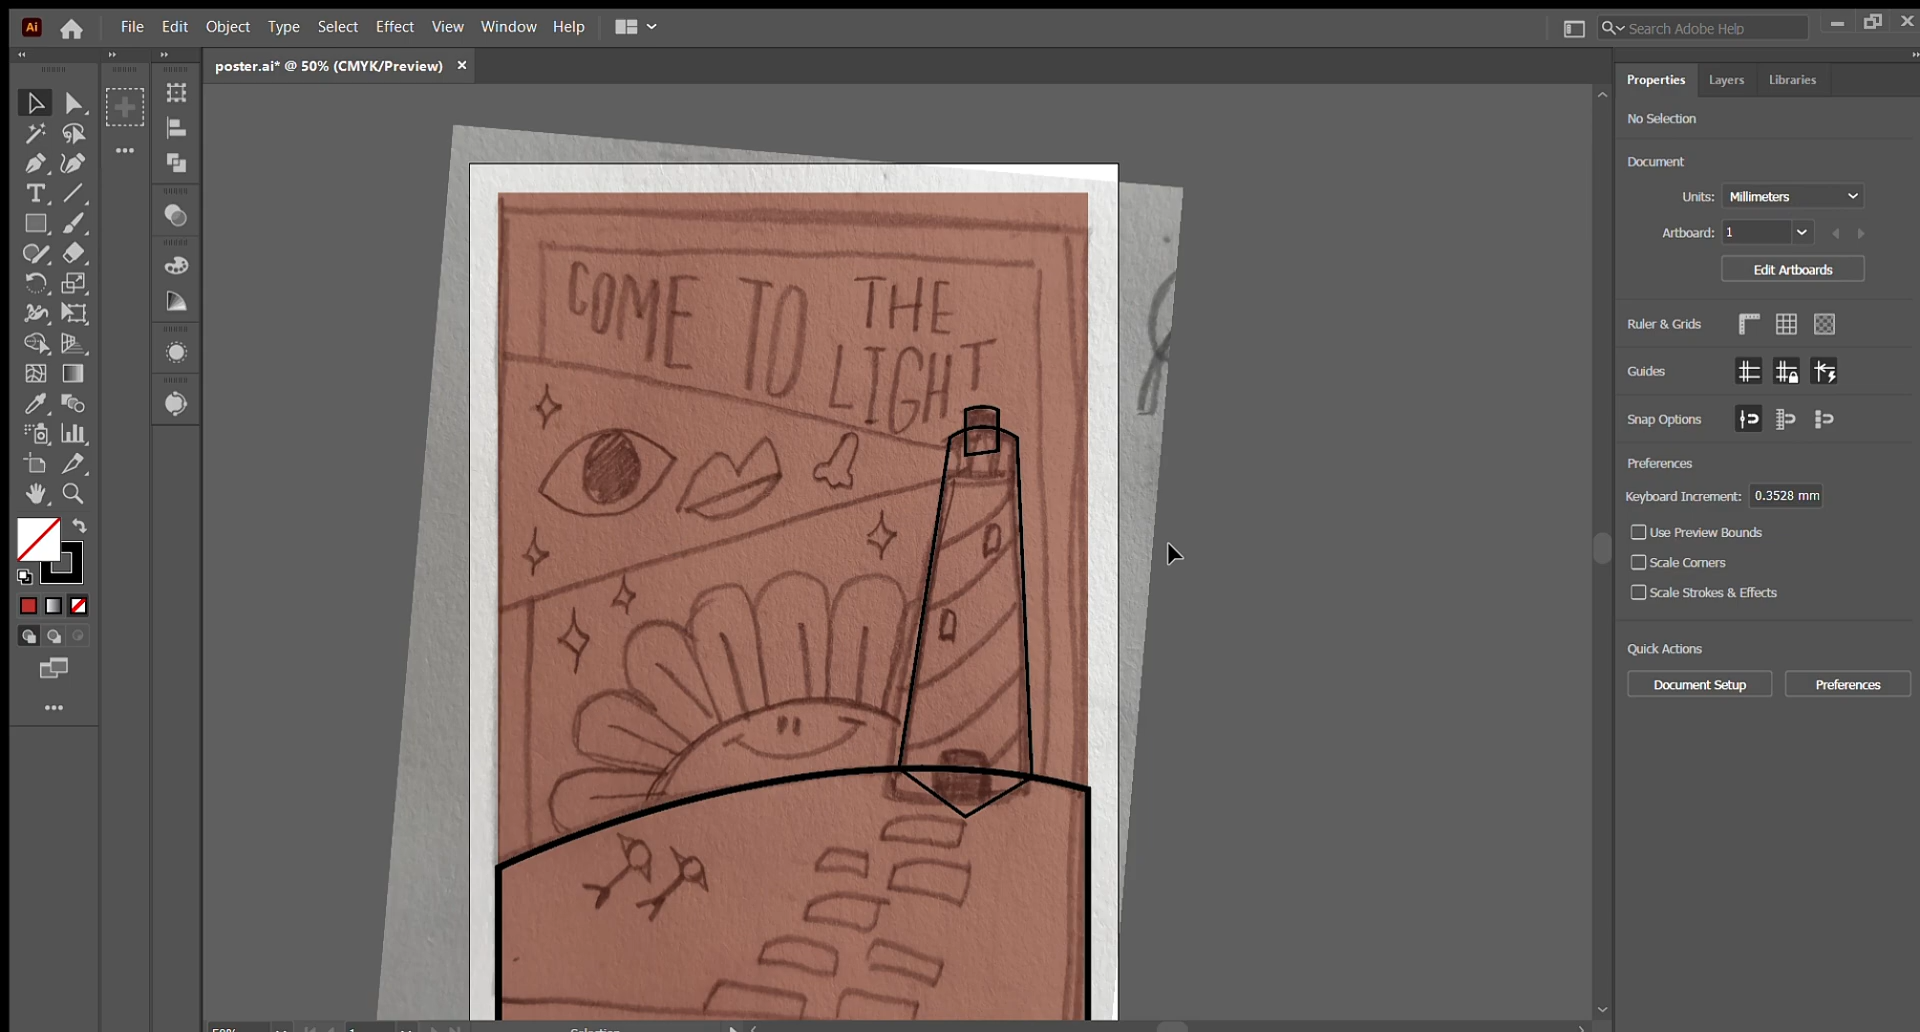 Ai
File Edit Object Type Select Effect View Window Help
Search Adobe Help
poster.ai* @ 50% (CMYK/Preview)
Properties Layers Libraries
No Selection
Document
Units: Millimeters
Artboard: 1
Edit Artboards
Ruler & Grids
Guides
Snap Options
Preferences
Keyboard Increment: 0.3528 mm
Use Preview Bounds
Scale Corners
Scale Strokes & Effects
Quick Actions
Document Setup Preferences
COME TO THE
LIGHT
50% 1 Selection